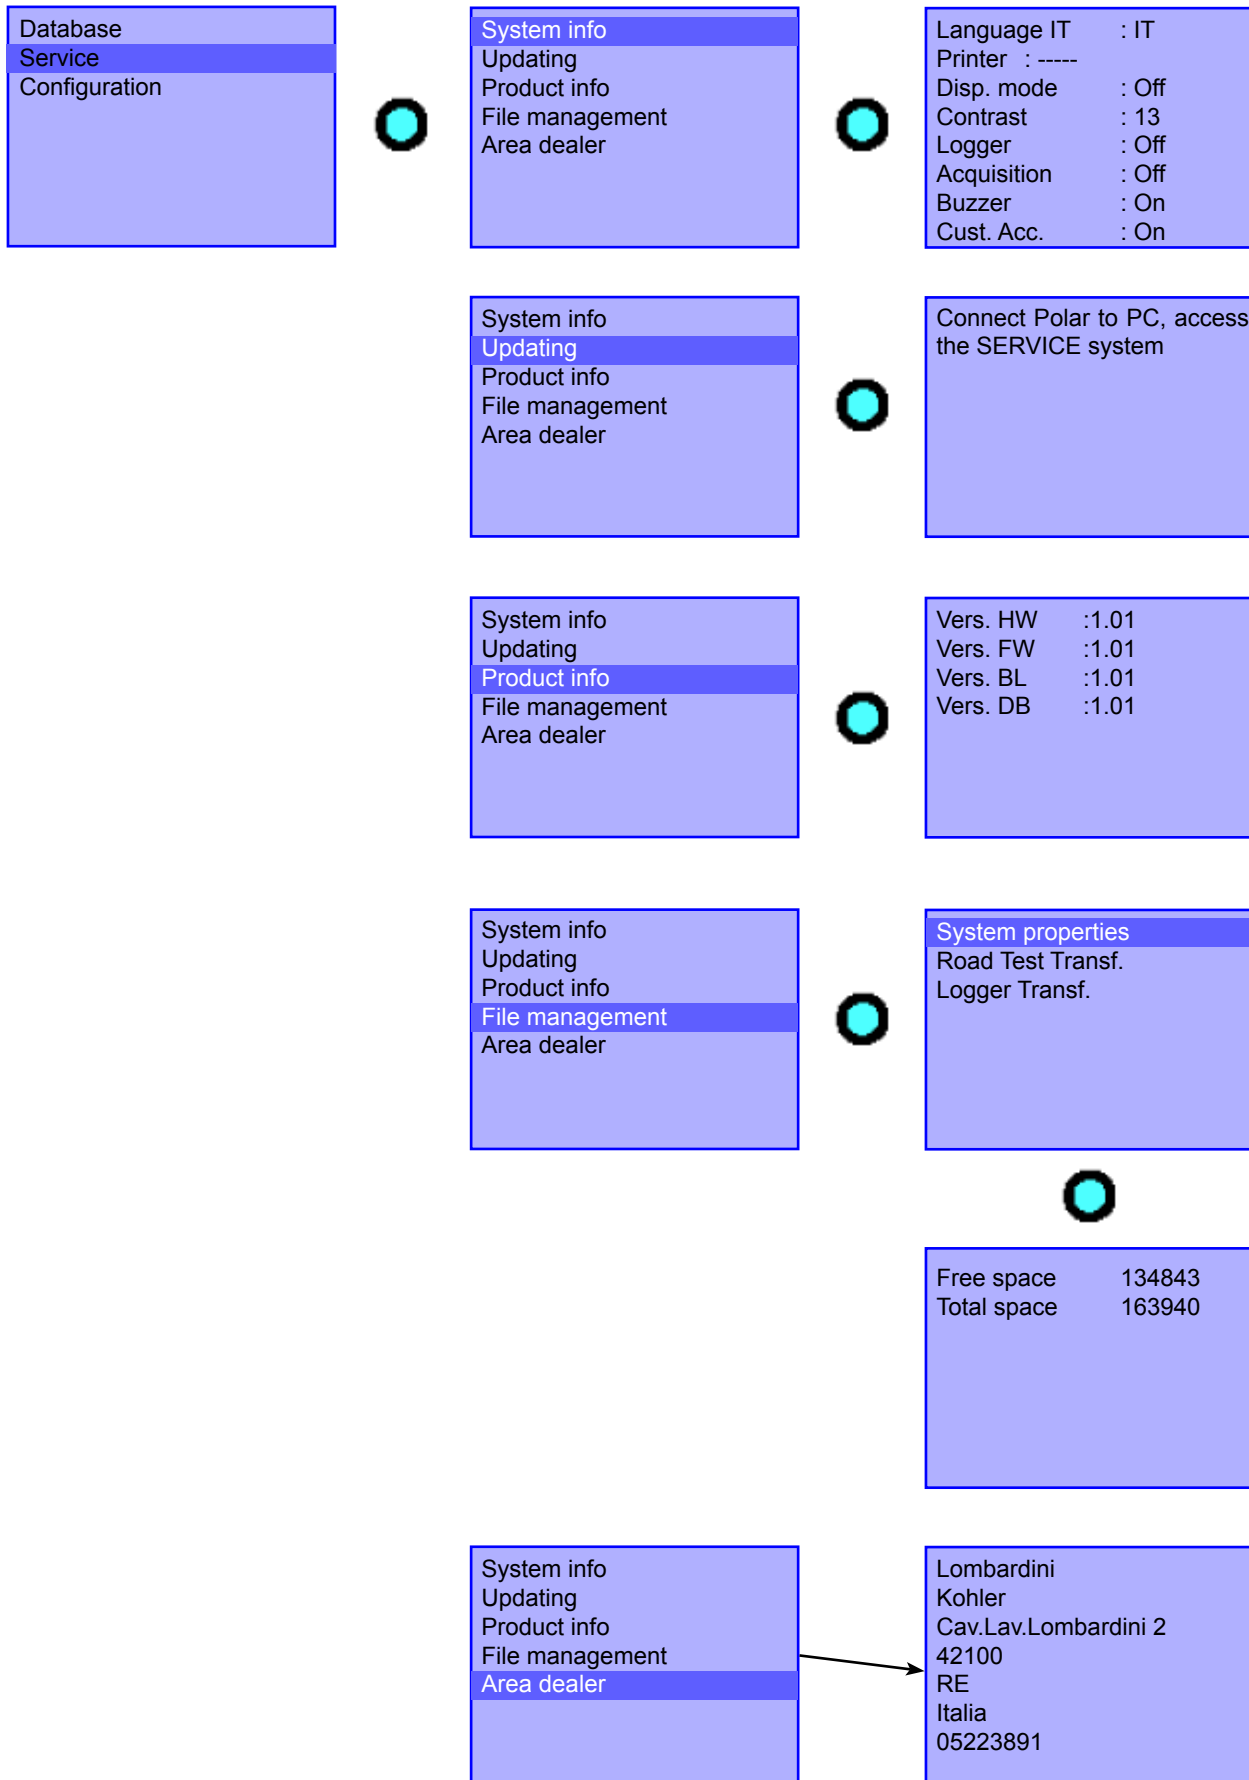 Database
Service
Configuration
System info
Updating
Product info
File management
Area dealer
Language IT : IT
Printer : -----
Disp. mode : Off
Contrast : 13
Logger : Off
Acquisition : Off
Buzzer : On
Cust. Acc. : On
System info
Updating
Product info
File management
Area dealer
Connect Polar to PC, access
the SERVICE system
System info
Updating
Product info
File management
Area dealer
Vers. HW :1.01
Vers. FW :1.01
Vers. BL :1.01
Vers. DB :1.01
System info
Updating
Product info
File management
Area dealer
System properties
Road Test Transf.
Logger Transf.
Free space 134843
Total space 163940
System info
Updating
Product info
File management
Area dealer
Lombardini
Kohler
Cav.Lav.Lombardini 2
42100
RE
Italia
05223891